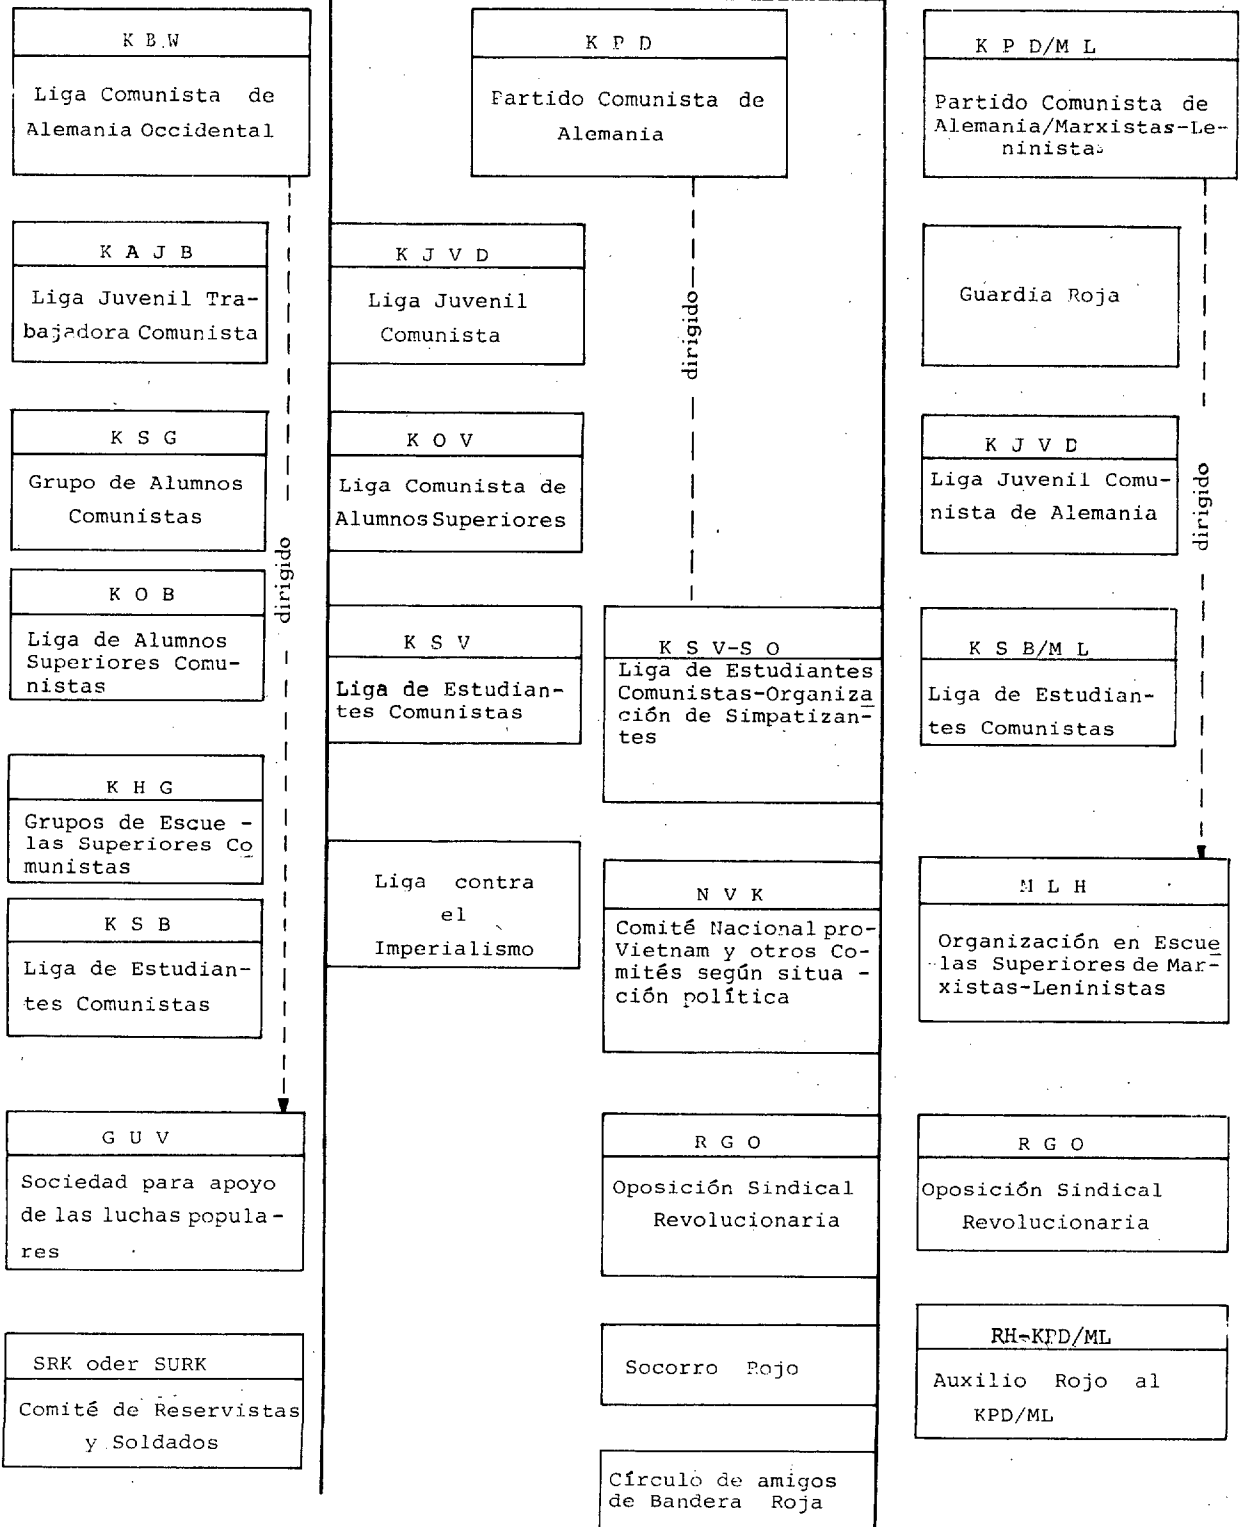 K B W
Liga Comunista de
Alemania Occidental
K A J B
Liga Juvenil Tra-
bajadora Comunista
K S G
Grupo de Alumnos
Comunistas
K O B
Liga de Alumnos
Superiores Comu-
nistas
K H G
Grupos de Escue -
las Superiores Co
munistas
K S B
Liga de Estudian-
tes Comunistas
dirigido
G U V
Sociedad para apoyo
de las luchas popula-
res
SRK oder SURK
Comité de Reservistas
y Soldados
K P D
Partido Comunista de
Alemania
K J V D
Liga Juvenil
Comunista
dirigido
K O V
Liga Comunista de
Alumnos Superiores
K S V
Liga de Estudian-
tes Comunistas
K S V-S O
Liga de Estudiantes
Comunistas-Organiza
ción de Simpatizan-
tes
Liga contra
el
Imperialismo
N V K
Comité Nacional pro-
Vietnam y otros Co-
mités según situa -
ción política
R G O
Oposición Sindical
Revolucionaria
Socorro Rojo
Círculo de amigos
de Bandera Roja
K P D/M L
Partido Comunista de
Alemania/Marxistas-Le-
ninistas
Guardia Roja
K J V D
Liga Juvenil Comu-
nista de Alemania
dirigido
K S B/M L
Liga de Estudian-
tes Comunistas
M L H
Organización en Escue
las Superiores de Mar-
xistas-Leninistas
R G O
Oposición Sindical
Revolucionaria
RH-KPD/ML
Auxilio Rojo al
KPD/ML